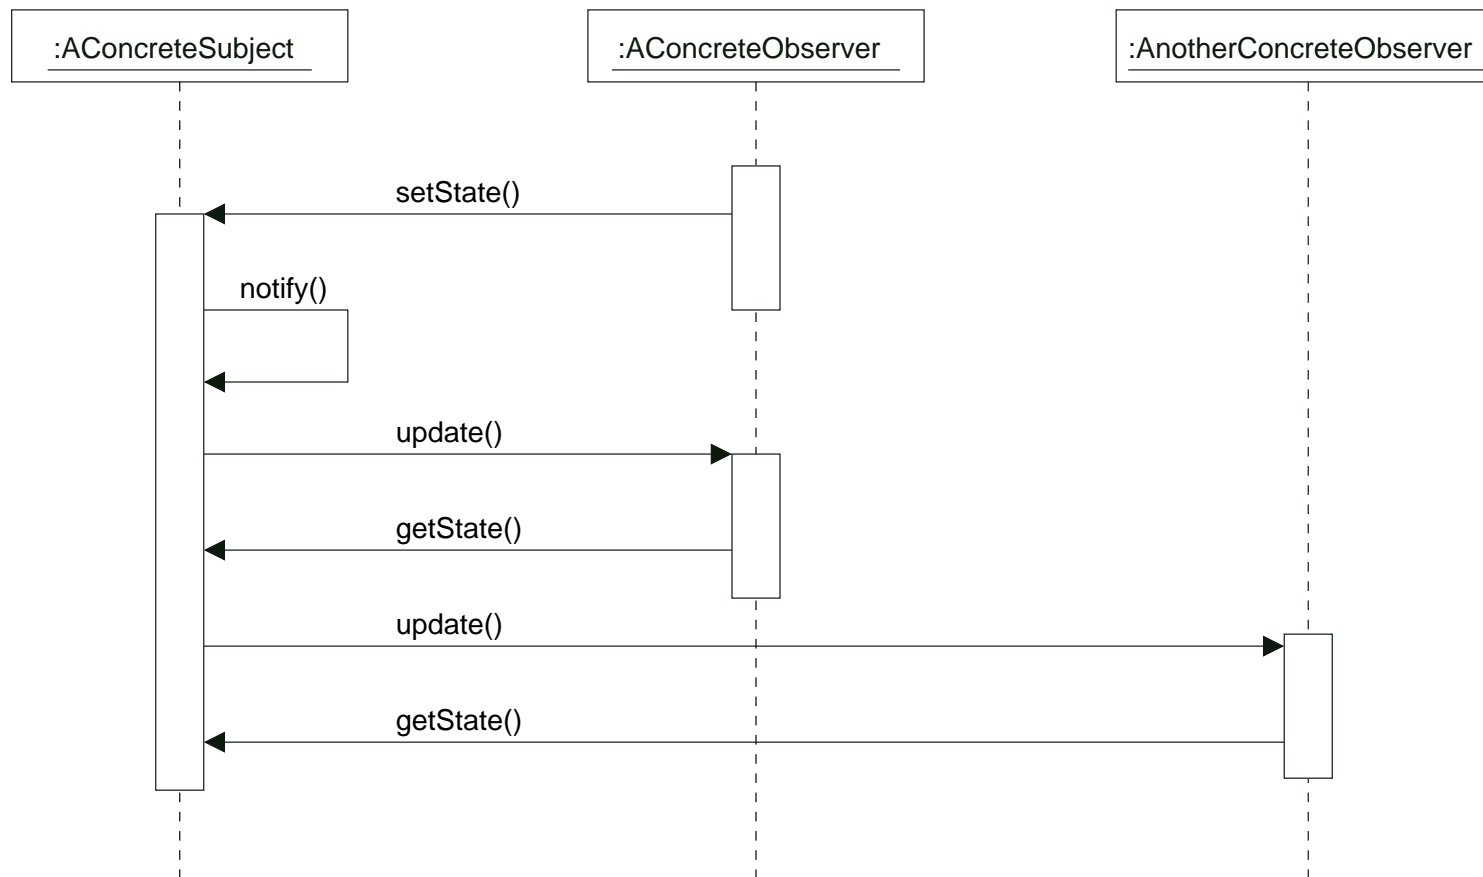 :AConcreteSubject
:AConcreteObserver
:AnotherConcreteObserver
setState()
notify()
update()
getState()
update()
getState()